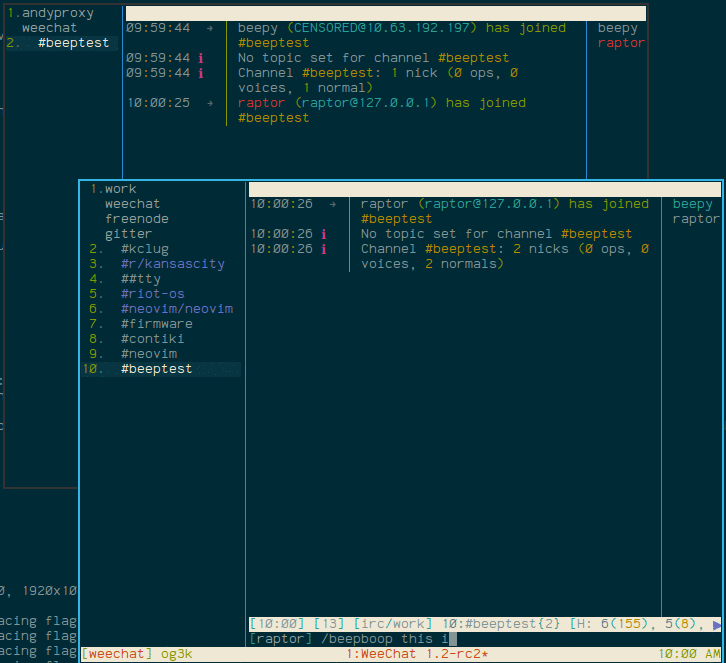 1.andyproxy
weechat
2. #beeptest
09:59:44 → beepy (CENSORED@10.63.192.197) has joined
#beeptest
09:59:44 ℹ No topic set for channel #beeptest
09:59:44 ℹ Channel #beeptest: 1 nick (0 ops, 0
voices, 1 normal)
10:00:25 → raptor (raptor@127.0.0.1) has joined
#beeptest
beepy
raptor
1.work
weechat
freenode
gitter
2. #kclug
3. #r/kansascity
4. ##tty
5. #riot-os
6. #neovim/neovim
7. #firmware
8. #contiki
9. #neovim
10. #beeptest
10:00:26 → raptor (raptor@127.0.0.1) has joined
#beeptest
10:00:26 ℹ No topic set for channel #beeptest
10:00:26 ℹ Channel #beeptest: 2 nicks (0 ops, 0
voices, 2 normals)
beepy
raptor
0, 1920x10
acing flag
acing flag
acing flag
[10:00] [13] [irc/work] 10:#beeptest{2} [H: 6(155), 5(8), ▶
[raptor] /beepboop this i
[weechat] og3k 1:WeeChat 1.2-rc2* 10:00 AM